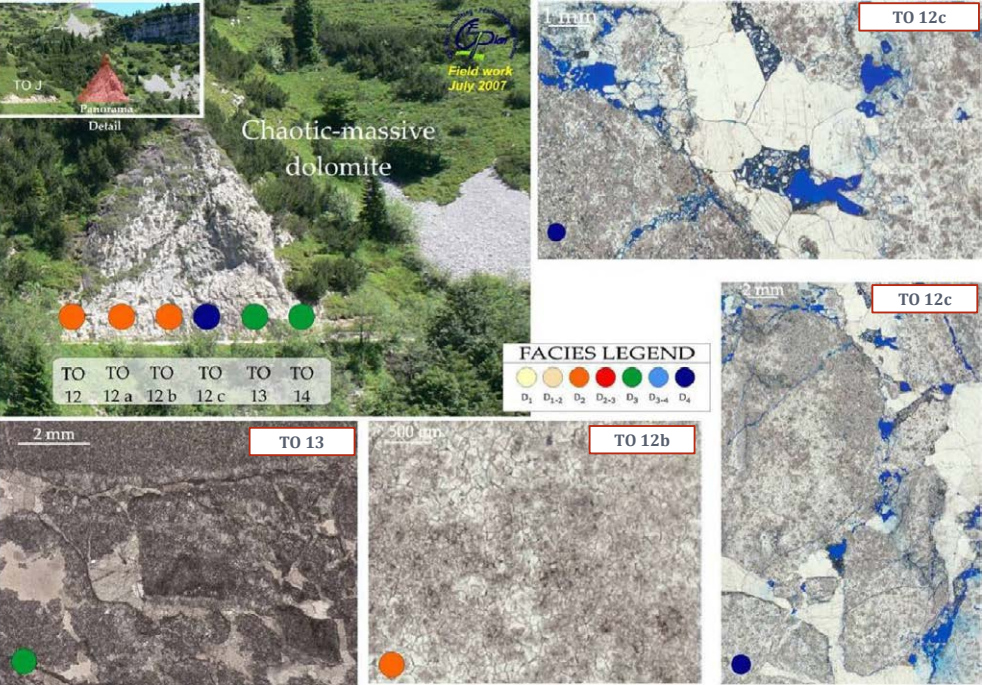 TO J
Panorama
Detail
Field work
July 2007
Chaotic-massive
dolomite
TO TO TO TO TO TO
12 12 a 12 b 12 c 13 14
FACIES LEGEND
D1 D1-2 D2 D2-3 D3 D3-4 D4
1 mm
TO 12c
2 mm
TO 12c
2 mm
TO 13
500 um
TO 12b